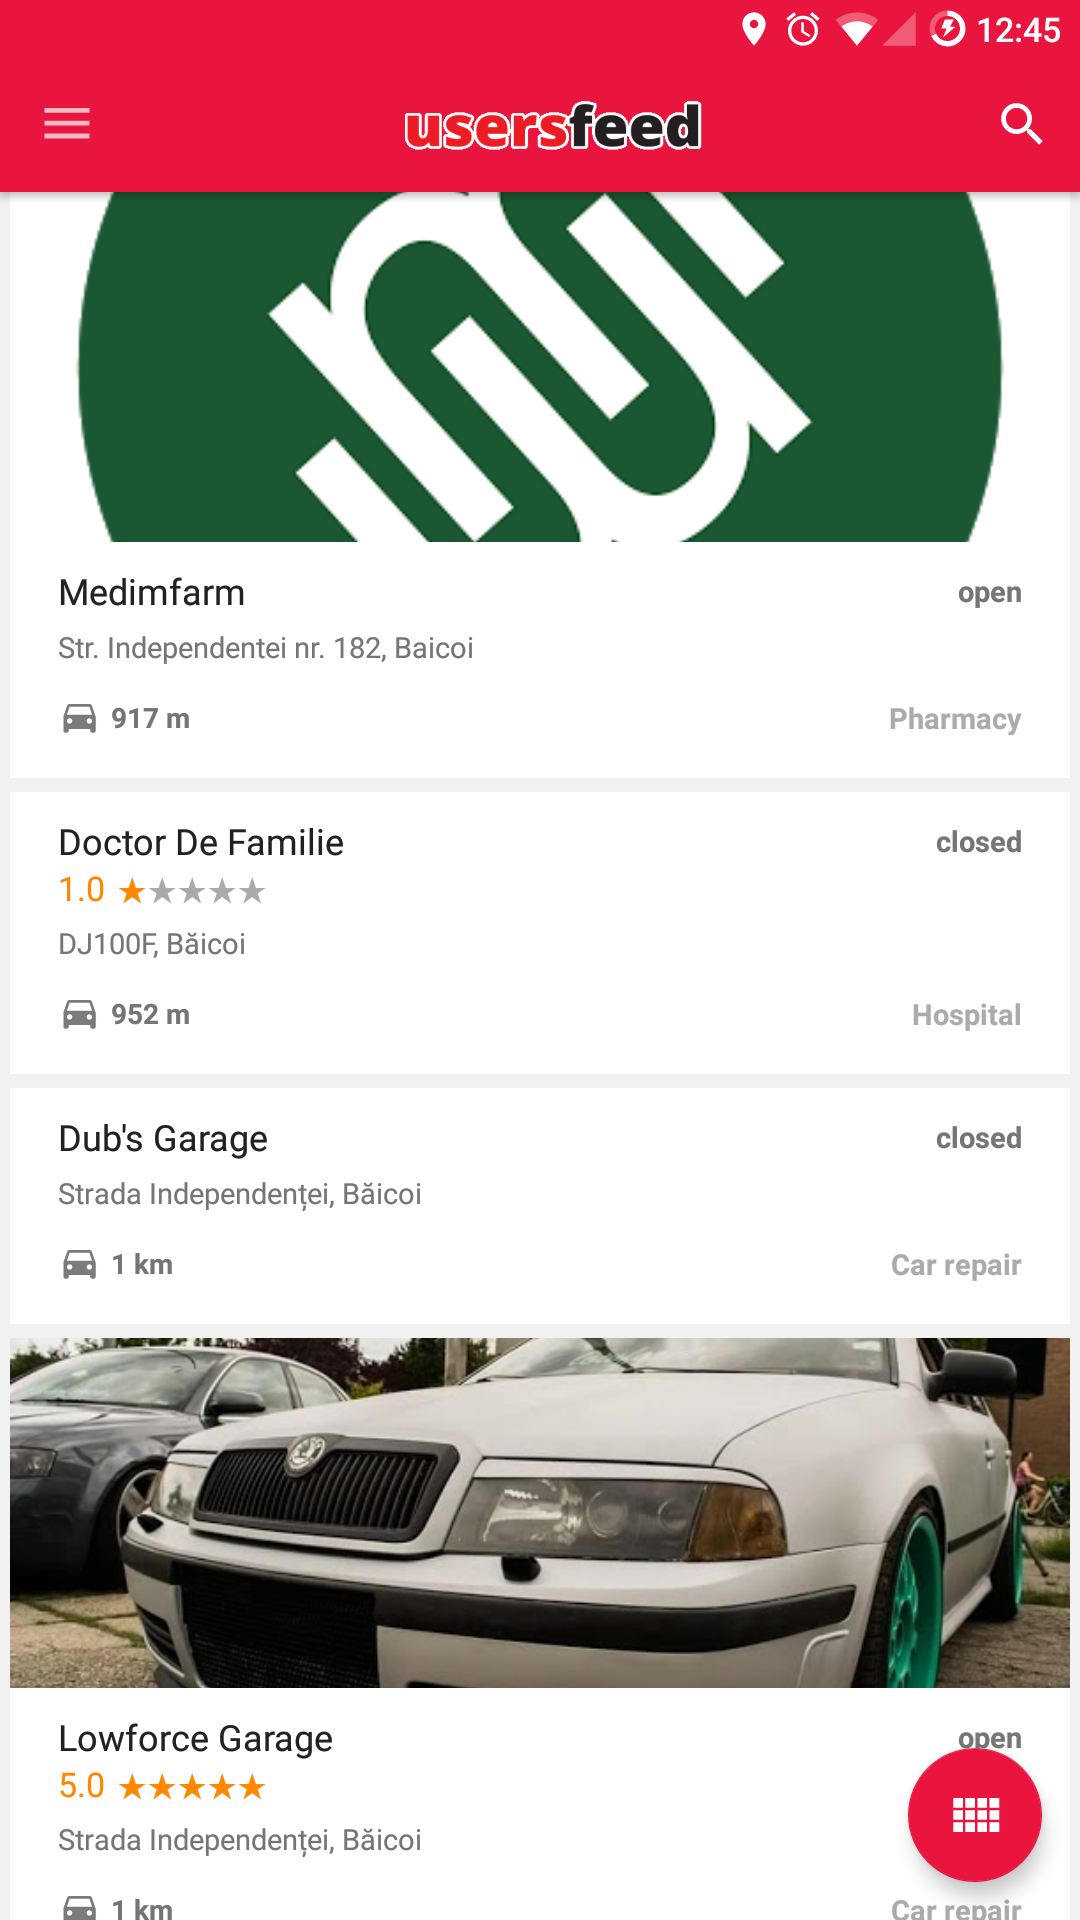 12:45
usersfeed
Medimfarm open
Str. Independentei nr. 182, Baicoi
917 m Pharmacy
Doctor De Familie closed
1.0
DJ100F, Băicoi
952 m Hospital
Dub's Garage closed
Strada Independenței, Băicoi
1 km Car repair
Lowforce Garage open
5.0
Strada Independenței, Băicoi
1 km Car repair